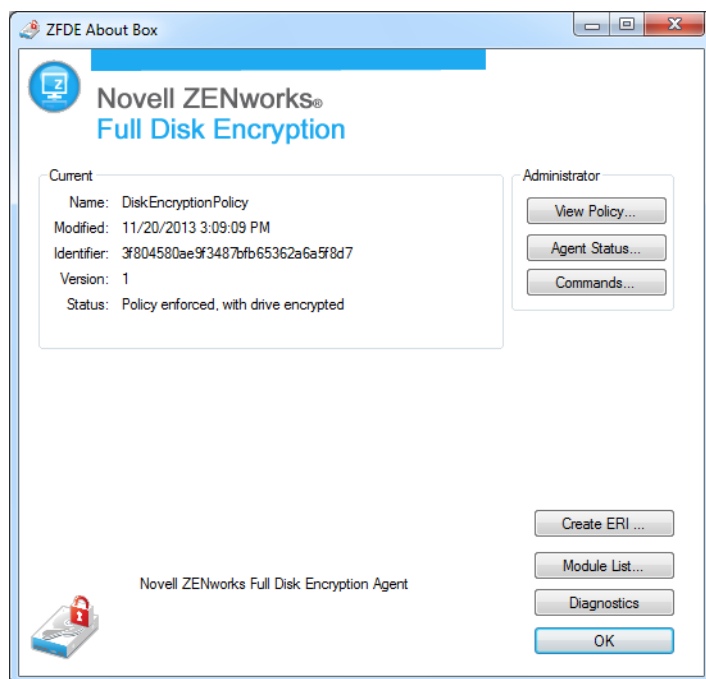 ZFDE About Box
Novell ZENworks®
Full Disk Encryption
Current
Name: DiskEncryptionPolicy
Modified: 11/20/2013 3:09:09 PM
Identifier: 3f804580ae9f3487bfb65362a6a5f8d7
Version: 1
Status: Policy enforced, with drive encrypted
Administrator
View Policy...
Agent Status...
Commands...
Create ERI ...
Module List...
Novell ZENworks Full Disk Encryption Agent
Diagnostics
OK